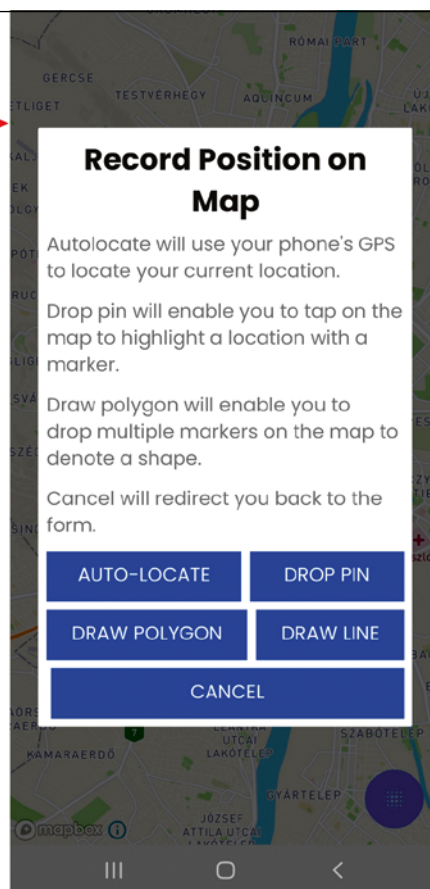 RÓMAI PART
GERCSE
TESTVÉRHEGY
AQUINCUM
TLIGET
Record Position on
Map
Autolocate will use your phone's GPS
to locate your current location.
Drop pin will enable you to tap on the
map to highlight a location with a
marker.
Draw polygon will enable you to
drop multiple markers on the map to
denote a shape.
Cancel will redirect you back to the
form.
AUTO-LOCATE
DROP PIN
DRAW POLYGON
DRAW LINE
CANCEL
7
UTCAI
LAKÓTELEP
SZABÓTELEP
KAMARAERDŐ
GYÁRTELEP
JÓZSEF
ATTILA UTCAI
mapbox